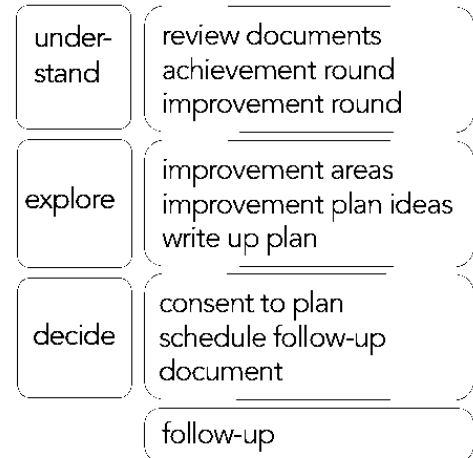 under-
stand
review documents
achievement round
improvement round
explore
improvement areas
improvement plan ideas
write up plan
decide
consent to plan
schedule follow-up
document
follow-up